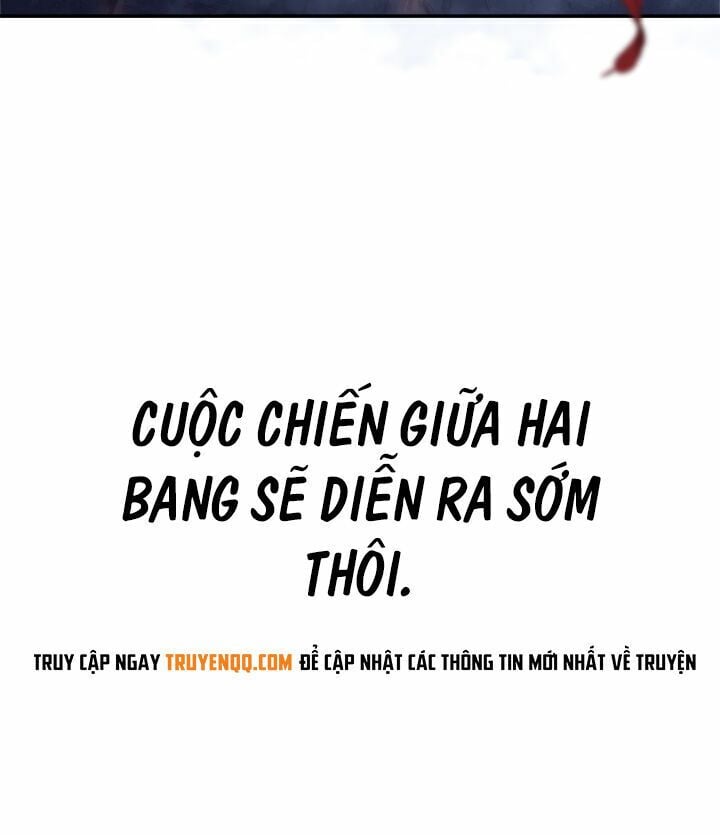 CUỘC CHIẾN GIỮA HAI
BANG SẼ DIỄN RA SỚM
THÔI.
TRUY CẬP NGAY TRUYENQQ.COM ĐỂ CẬP NHẬT CÁC THÔNG TIN MỚI NHẤT VỀ TRUYỆN